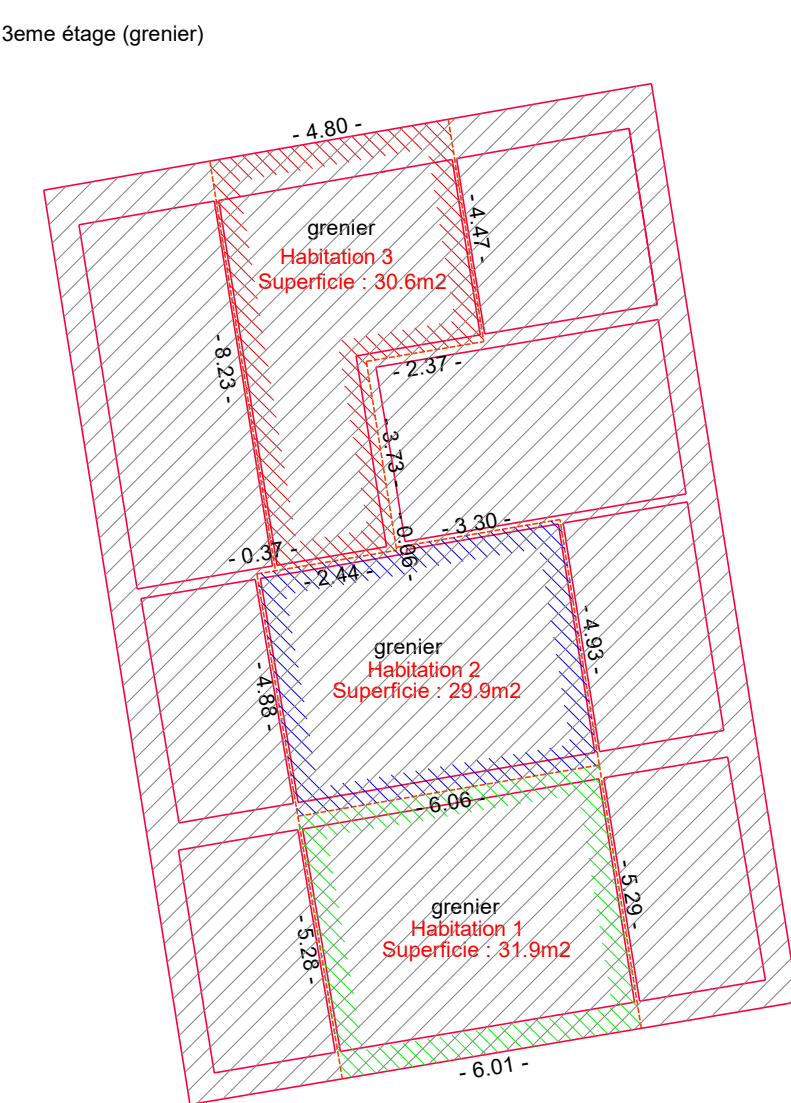 3eme étage (grenier)
- 4.80 -
- 4.47 -
grenier
Habitation 3
Superficie : 30.6m2
- 8.23 -
- 2.37 -
- 3.73 -
- 3.30 -
- 0.06 -
- 0.37 -
- 2.44 -
- 4.93 -
grenier
Habitation 2
Superficie : 29.9m2
- 4.88 -
- 6.06 -
- 5.29 -
grenier
Habitation 1
Superficie : 31.9m2
- 5.28 -
- 6.01 -